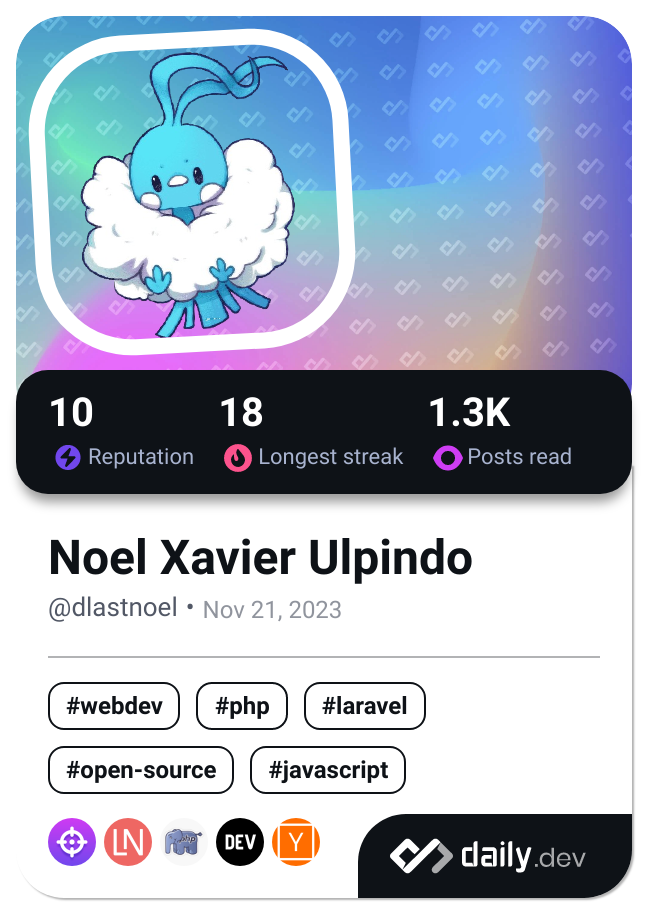 10 18 1.3K
Reputation Longest streak Posts read
Noel Xavier Ulpindo
@dlastnoel • Nov 21, 2023
#webdev #php #laravel
#open-source #javascript
LN php DEV Y
daily.dev